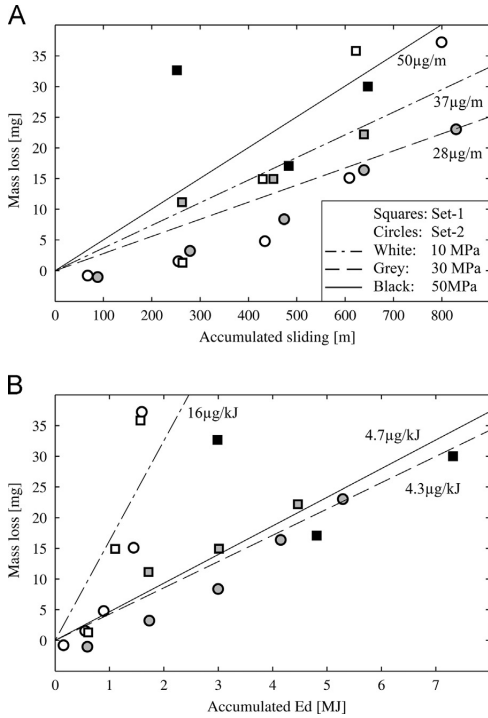 A
40
35
30
25
20
15
10
5
0
Mass loss [mg]
50µg/m
37µg/m
28µg/m
Squares: Set-1
Circles: Set-2
White: 10 MPa
Grey: 30 MPa
Black: 50MPa
0 100 200 300 400 500 600 700 800 900
Accumulated sliding [m]
B
40
35
30
25
20
15
10
5
0
Mass loss [mg]
16µg/kJ
4.7µg/kJ
4.3µg/kJ
0 1 2 3 4 5 6 7
Accumulated Ed [MJ]